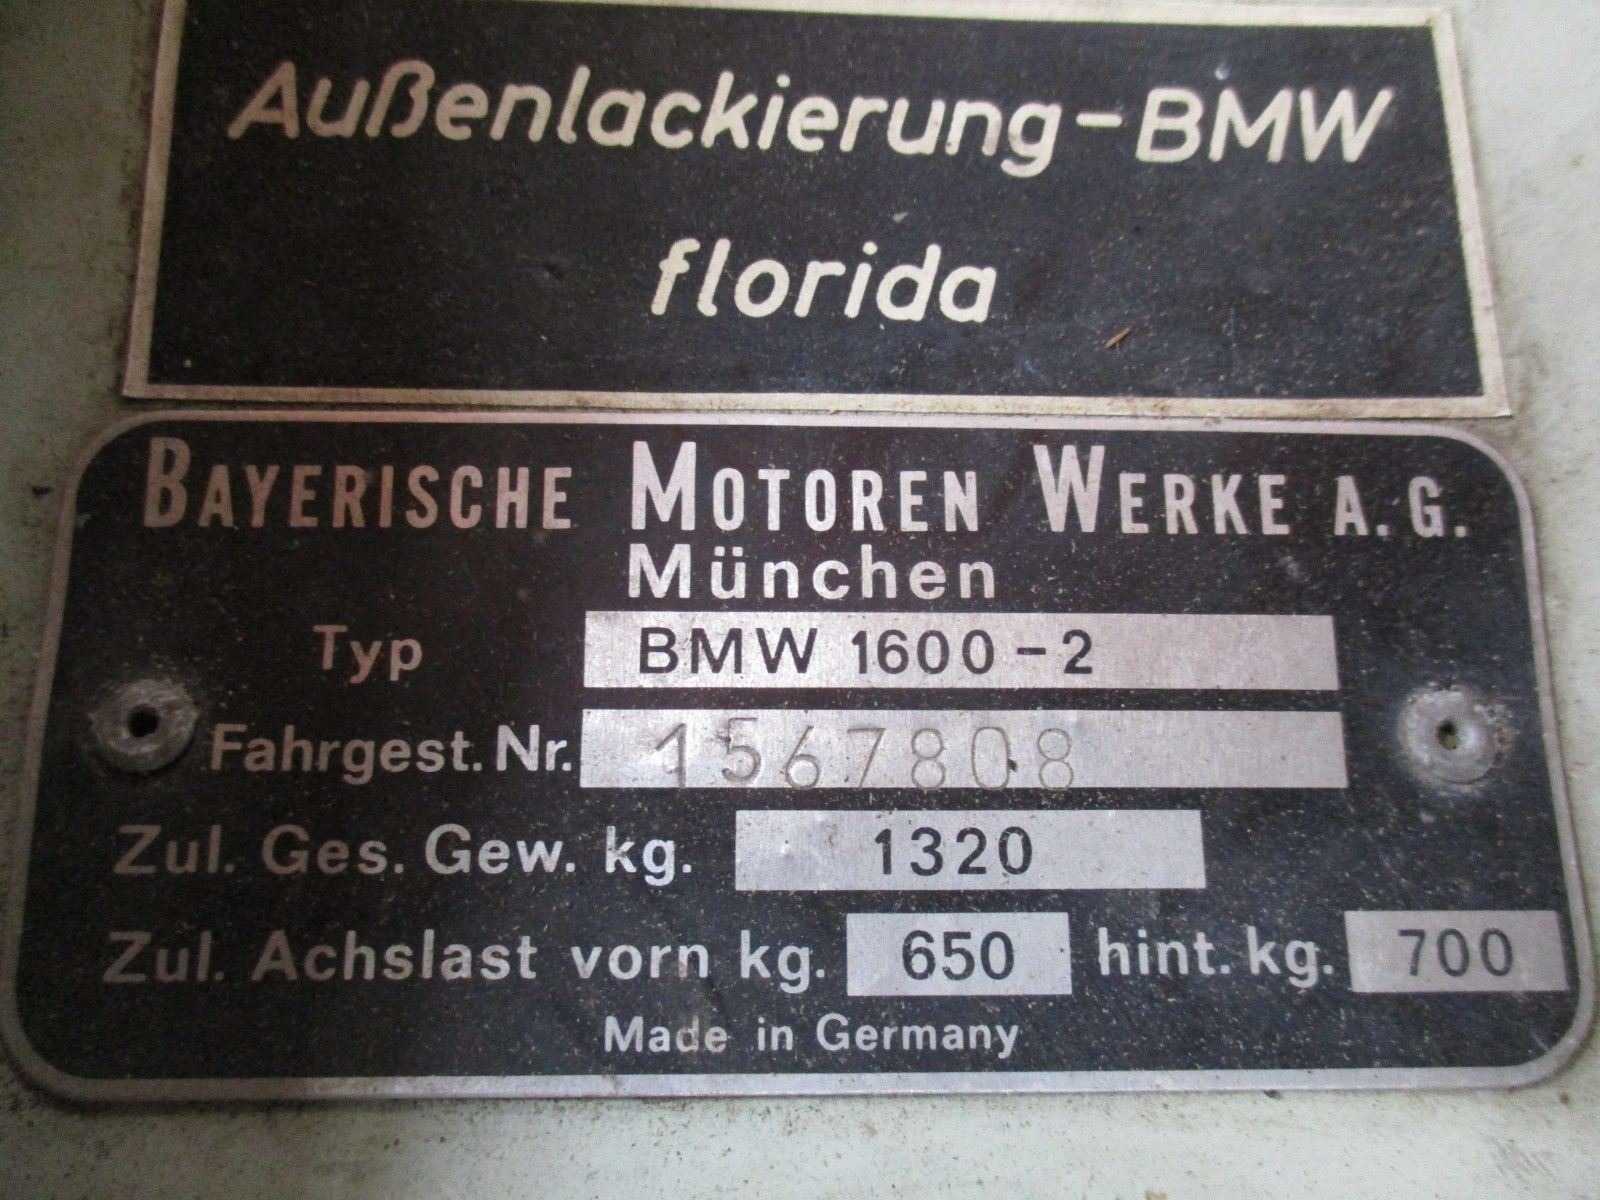 Außenlackierung-BMW
florida
BAYERISCHE MOTOREN WERKE A.G.
München
Typ BMW 1600-2
Fahrgest. Nr. 1567808
Zul. Ges. Gew. kg. 1320
Zul. Achslast vorn kg. 650 hint. kg. 700
Made in Germany